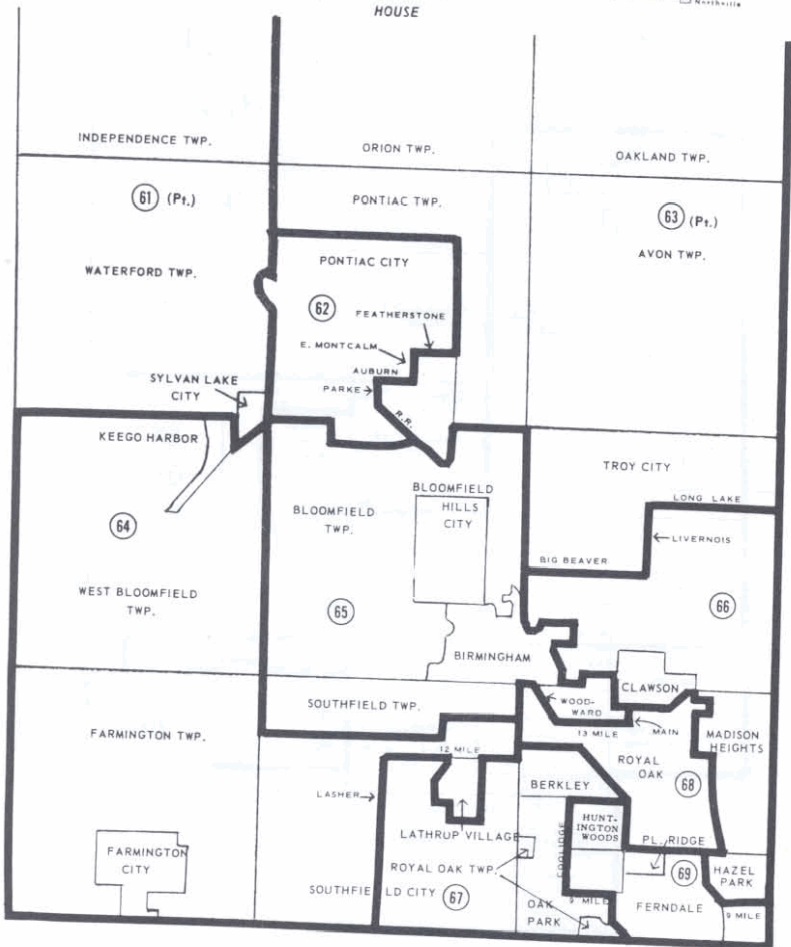 Northville
HOUSE
INDEPENDENCE TWP.
ORION TWP.
OAKLAND TWP.
61 (Pt.)
PONTIAC TWP.
63 (Pt.)
WATERFORD TWP.
PONTIAC CITY
AVON TWP.
62
FEATHERSTONE
E. MONTCALM
AUBURN
PARKE
R.R.
SYLVAN LAKE
CITY
KEEGO HARBOR
TROY CITY
LONG LAKE
BLOOMFIELD
HILLS
CITY
BLOOMFIELD
TWP.
LIVERNOIS
64
BIG BEAVER
WEST BLOOMFIELD
TWP.
65
66
BIRMINGHAM
CLAWSON
SOUTHFIELD TWP.
WOOD-
WARD
13 MILE
MAIN
MADISON
HEIGHTS
FARMINGTON TWP.
12 MILE
ROYAL
OAK
68
LASHER
BERKLEY
HUNT-
INGTON
WOODS
COOLIDGE
LATHRUP VILLAGE
PL. RIDGE
FARMINGTON
CITY
ROYAL OAK TWP.
69
HAZEL
PARK
SOUTHFIELD CITY
67
OAK
PARK
9 MILE
FERNDALE
9 MILE